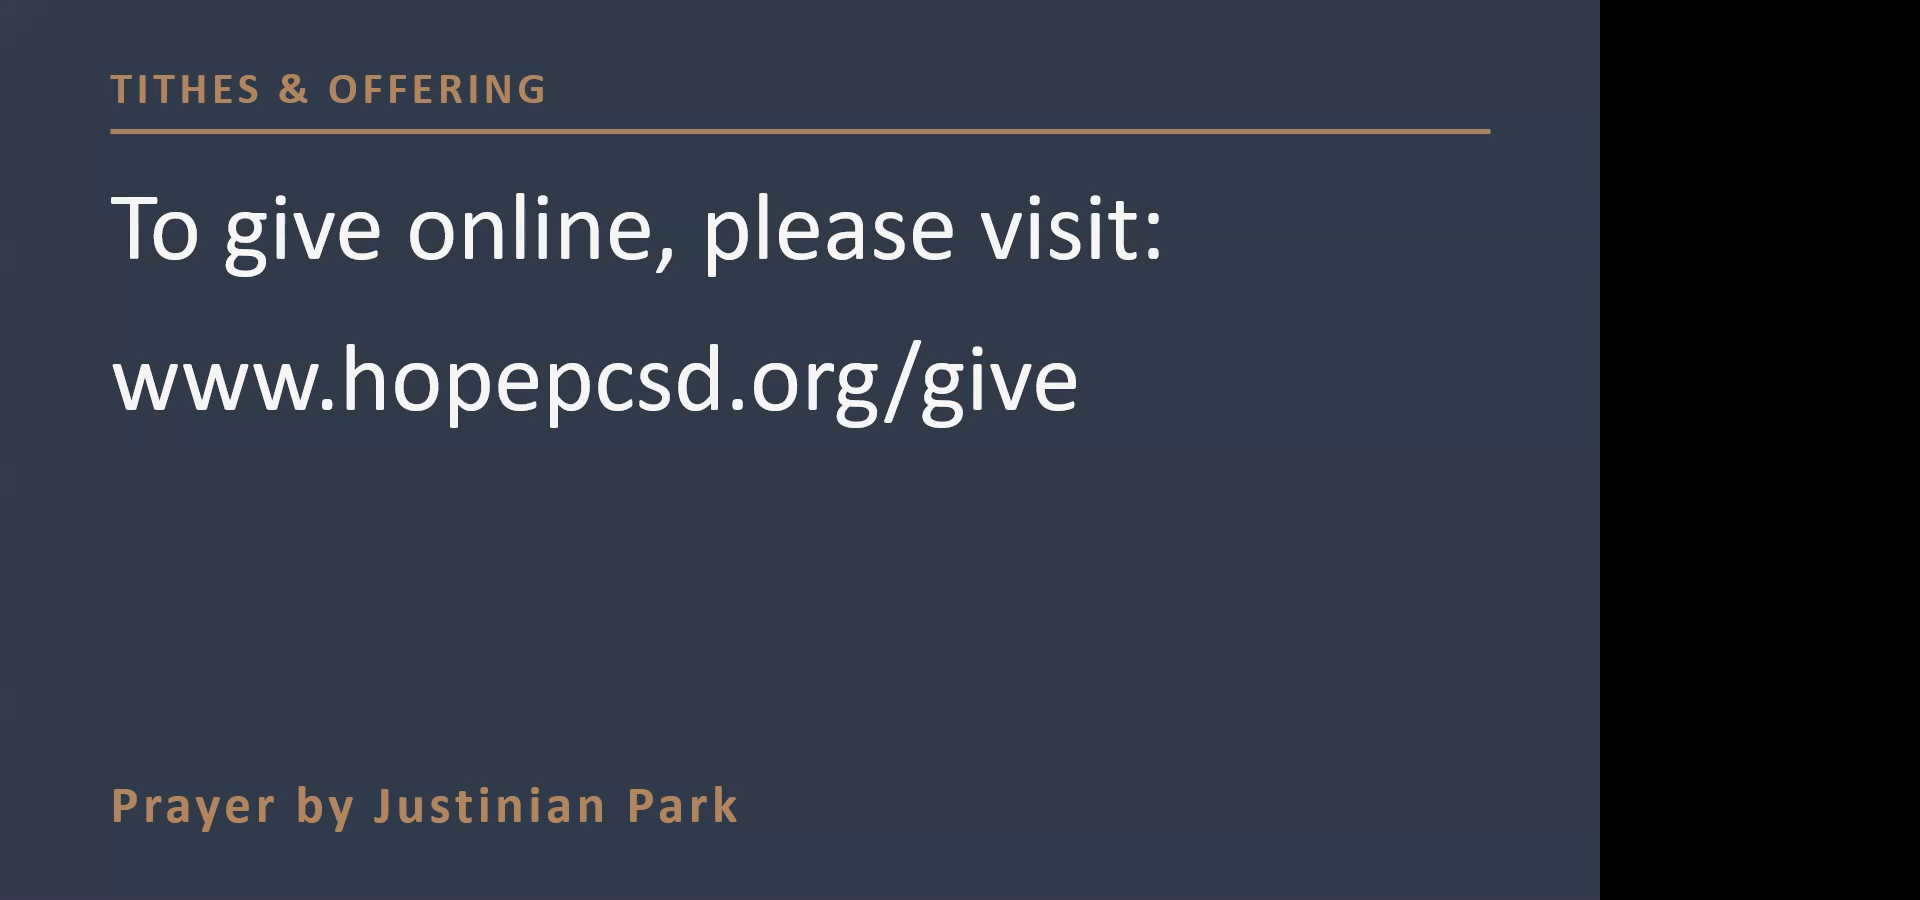 TITHES & OFFERING
To give online, please visit:
www.hopepcsd.org/give
Prayer by Justinian Park